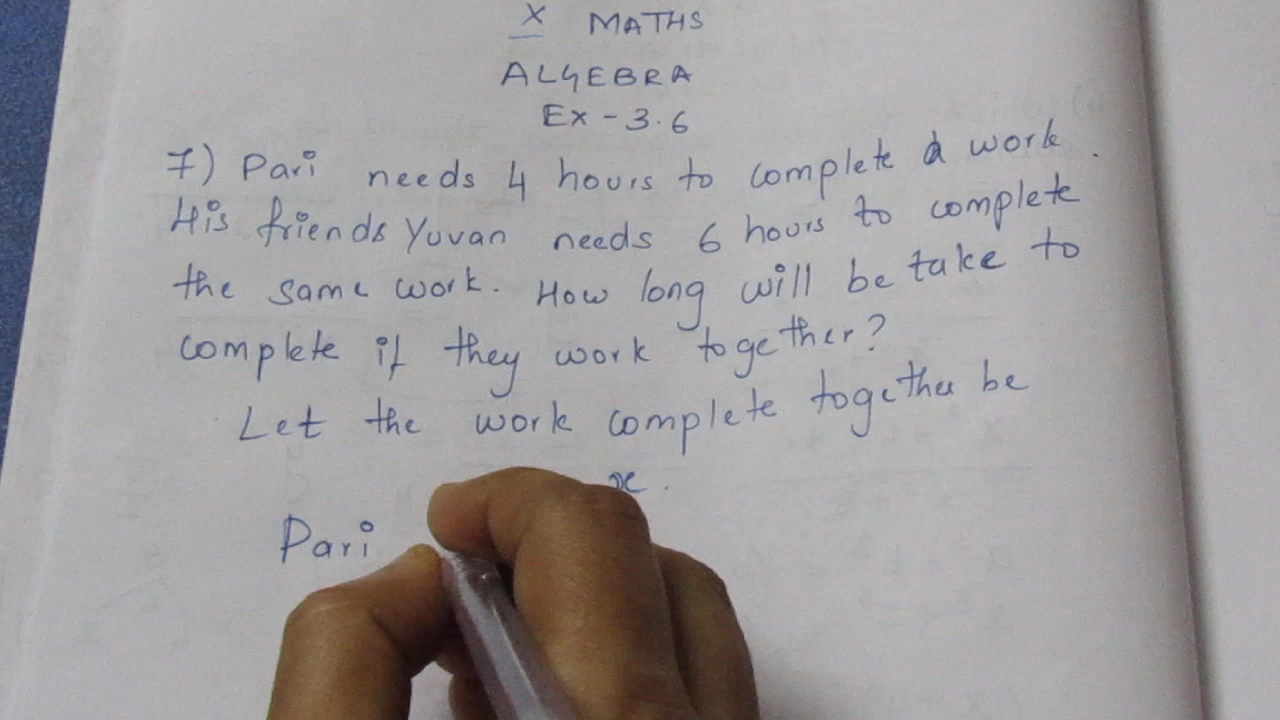 X MATHS
ALGEBRA
EX - 3.6
7) Pari needs 4 hours to complete a work.
His friends Yuvan needs 6 hours to complete
the same work. How long will be take to
complete if they work together?
Let the work complete together be
x.
Pari